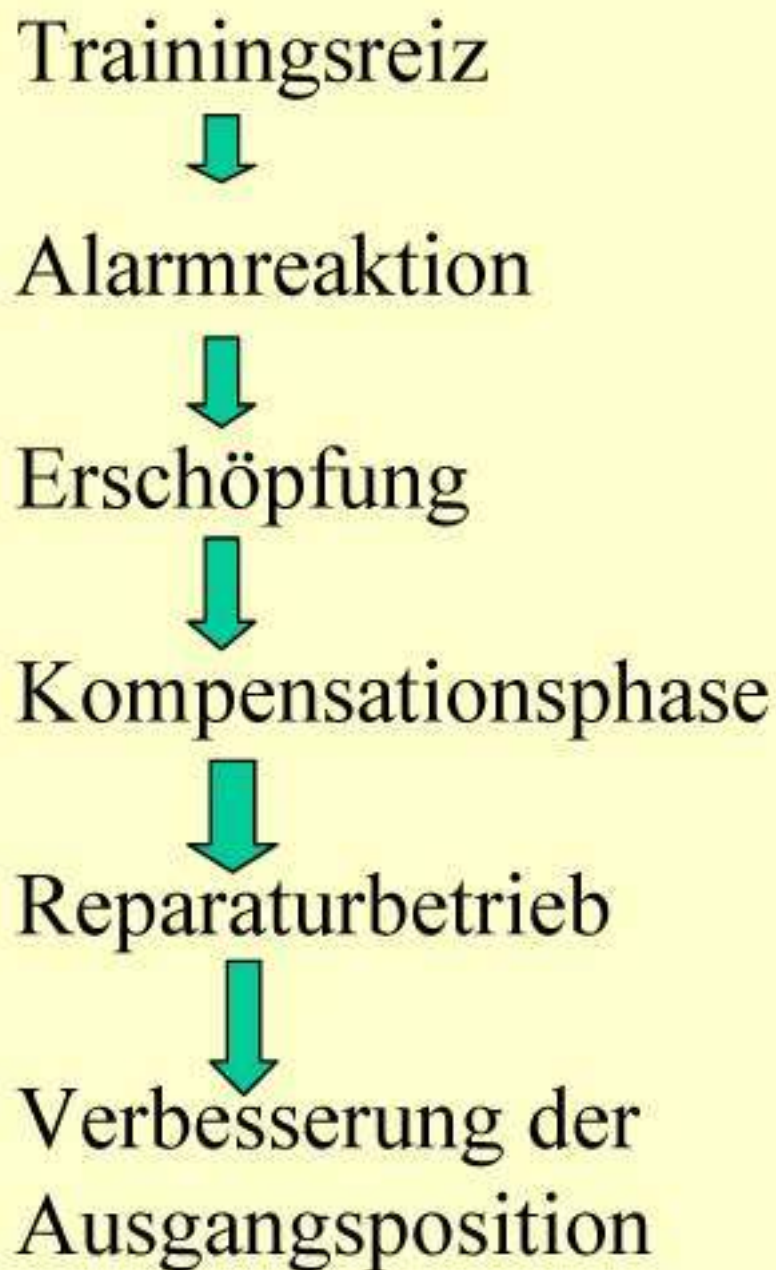 Trainingsreiz
Alarmreaktion
Erschöpfung
Kompensationsphase
Reparaturbetrieb
Verbesserung der
Ausgangsposition